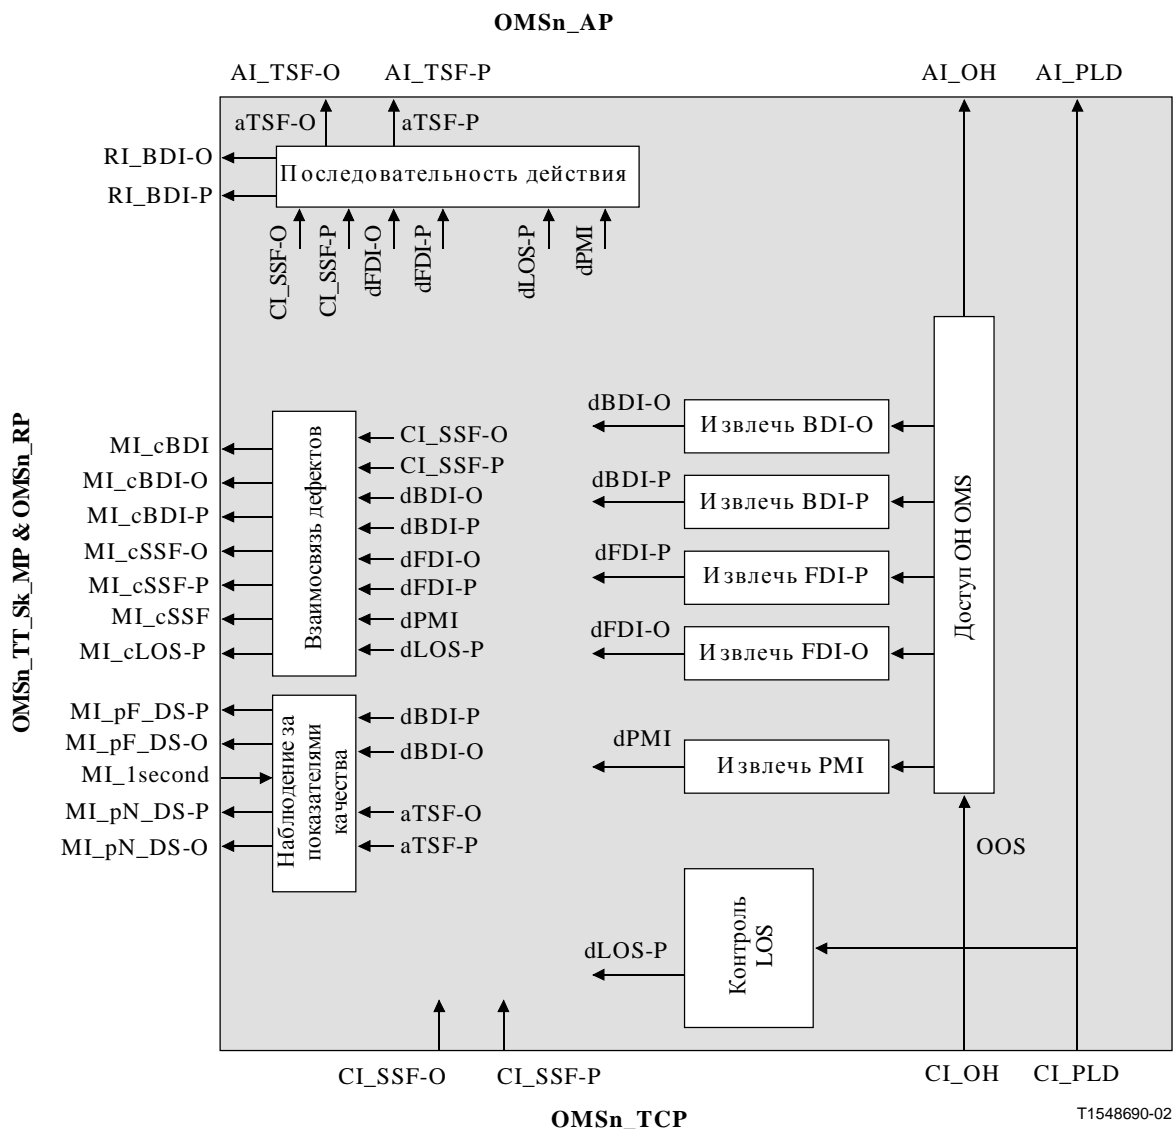 OMSn_AP
AI_TSF-O
AI_TSF-P
AI_OH
AI_PLD
aTSF-O
aTSF-P
RI_BDI-O
RI_BDI-P
Последовательность действия
CI_SSF-O
CI_SSF-P
dFDI-O
dFDI-P
dLOS-P
dPMI
OMSn_TT_Sk_MP & OMSn_RP
MI_cBDI
MI_cBDI-O
MI_cBDI-P
MI_cSSF-O
MI_cSSF-P
MI_cSSF
MI_cLOS-P
Взаимосвязь дефектов
CI_SSF-O
CI_SSF-P
dBDI-O
dBDI-P
dFDI-O
dFDI-P
dPMI
dLOS-P
dBDI-O
Извлечь BDI-O
dBDI-P
Извлечь BDI-P
dFDI-P
Извлечь FDI-P
dFDI-O
Извлечь FDI-O
dPMI
Извлечь PMI
Доступ OH OMS
MI_pF_DS-P
MI_pF_DS-O
MI_1second
MI_pN_DS-P
MI_pN_DS-O
Наблюдение за
показателями
качества
dBDI-P
dBDI-O
aTSF-O
aTSF-P
OOS
dLOS-P
Контроль
LOS
CI_SSF-O
CI_SSF-P
CI_OH
CI_PLD
OMSn_TCP
T1548690-02